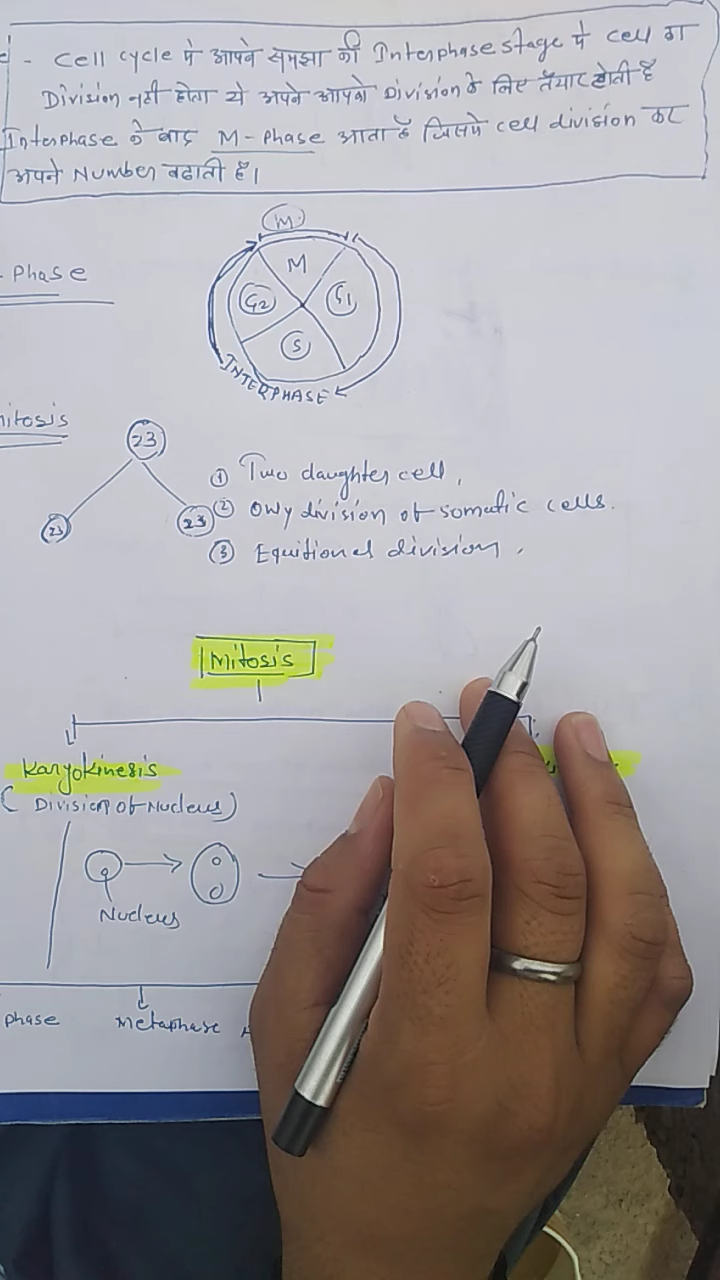 - Cell cycle मे आपने समझा की Interphase stage मे cell का
Division नही होता ये अपने आपको Division के लिए तैयार होती है
Interphase के बाद M-Phase आता है जिसमे cell division कर
अपने Number बढाती है।
M
- Phase
M
G2
G1
S
INTERPHASE
mitosis
23
23
23
① Two daughter cell,
② Only division of somatic cells.
③ Equitional division,
Mitosis
Karyokinesis
(Division of Nucleus)
Nucleus
phase
Metaphase